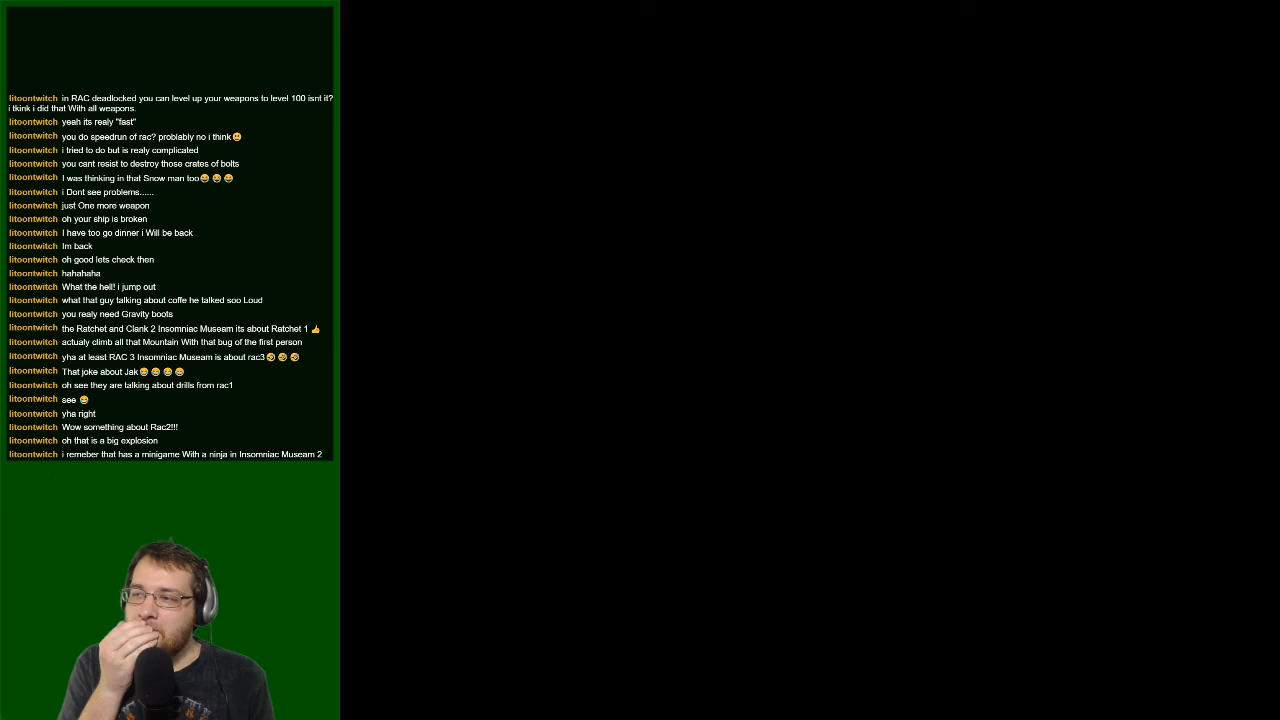 litoontwitch in RAC deadlocked you can level up your weapons to level 100 isnt it?
i tkink i did that With all weapons.
litoontwitch yeah its realy "fast"
litoontwitch you do speedrun of rac? problably no i think😅
litoontwitch i tried to do but is realy complicated
litoontwitch you cant resist to destroy those crates of bolts
litoontwitch I was thinking in that Snow man too😂 😂 😂
litoontwitch i Dont see problems......
litoontwitch just One more weapon
litoontwitch oh your ship is broken
litoontwitch I have too go dinner i Will be back
litoontwitch Im back
litoontwitch oh good lets check then
litoontwitch hahahaha
litoontwitch What the hell! i jump out
litoontwitch what that guy talking about coffe he talked soo Loud
litoontwitch you realy need Gravity boots
litoontwitch the Ratchet and Clank 2 Insomniac Museam its about Ratchet 1 👍
litoontwitch actualy climb all that Mountain With that bug of the first person
litoontwitch yha at least RAC 3 Insomniac Museam is about rac3🤣 🤣 🤣
litoontwitch That joke about Jak😂 😂 😂 😂
litoontwitch oh see they are talking about drills from rac1
litoontwitch see 😂
litoontwitch yha right
litoontwitch Wow something about Rac2!!!
litoontwitch oh that is a big explosion
litoontwitch i remeber that has a minigame With a ninja in Insomniac Museam 2